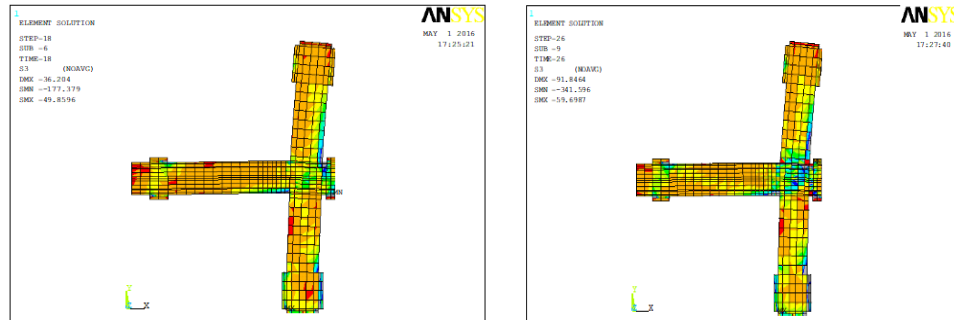 1
ANSYS
ELEMENT SOLUTION
MAY 1 2016
17:25:21
STEP=18
SUB =6
TIME=18
S3 (NOAVG)
DMX =36.204
SMN =-177.379
SMX =49.8596
MN
Z
X
1
ANSYS
ELEMENT SOLUTION
MAY 1 2016
17:27:40
STEP=26
SUB =9
TIME=26
S3 (NOAVG)
DMX =91.8464
SMN =-341.596
SMX =59.6987
X